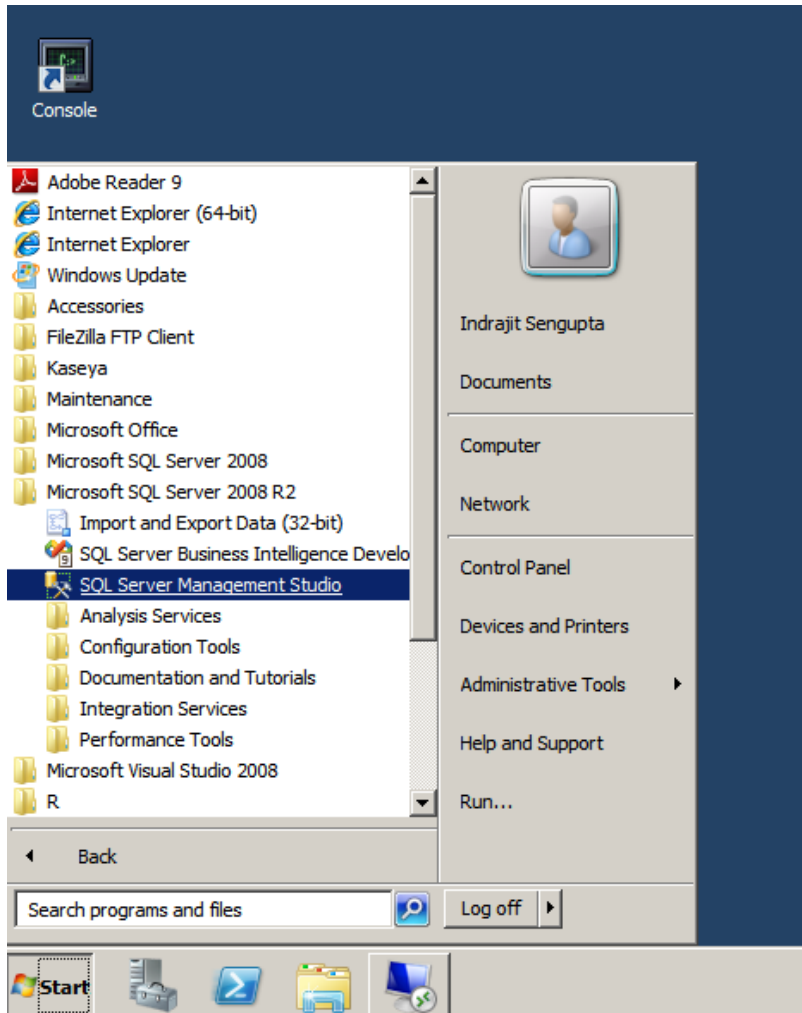 Console
Adobe Reader 9
Internet Explorer (64-bit)
Internet Explorer
Windows Update
Accessories
FileZilla FTP Client
Kaseya
Maintenance
Microsoft Office
Microsoft SQL Server 2008
Microsoft SQL Server 2008 R2
Import and Export Data (32-bit)
SQL Server Business Intelligence Develo
SQL Server Management Studio
Analysis Services
Configuration Tools
Documentation and Tutorials
Integration Services
Performance Tools
Microsoft Visual Studio 2008
R
Back
Search programs and files
Indrajit Sengupta
Documents
Computer
Network
Control Panel
Devices and Printers
Administrative Tools
Help and Support
Run...
Log off
Start